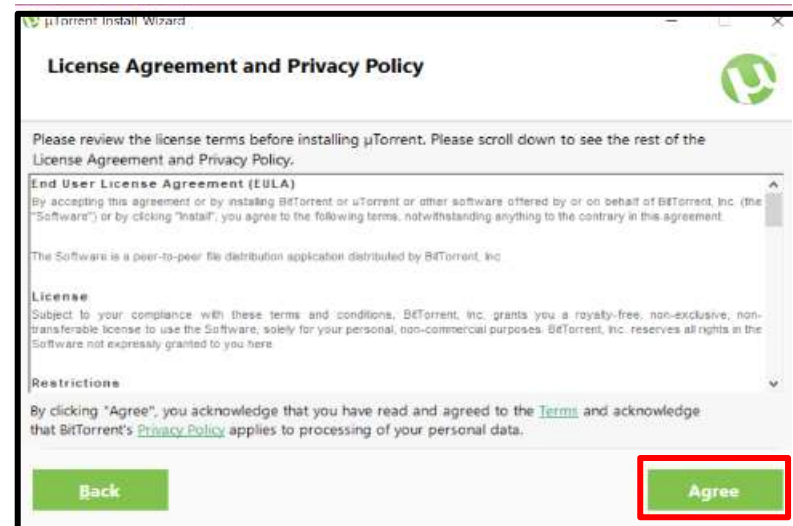 µTorrent Install Wizard
License Agreement and Privacy Policy
Please review the license terms before installing µTorrent. Please scroll down to see the rest of the
License Agreement and Privacy Policy.
End User License Agreement (EULA)
By accepting this agreement or by installing BitTorrent or uTorrent or other software offered by or on behalf of BitTorrent, Inc. (the
"Software") or by clicking "Install", you agree to the following terms, notwithstanding anything to the contrary in this agreement.
The Software is a peer-to-peer file distribution application distributed by BitTorrent, Inc
License
Subject to your compliance with these terms and conditions, BitTorrent, Inc. grants you a royalty-free, non-exclusive, non-
transferable license to use the Software, solely for your personal, non-commercial purposes. BitTorrent, Inc. reserves all rights in the
Software not expressly granted to you here.
Restrictions
By clicking "Agree", you acknowledge that you have read and agreed to the Terms and acknowledge
that BitTorrent's Privacy Policy applies to processing of your personal data.
Back
Agree